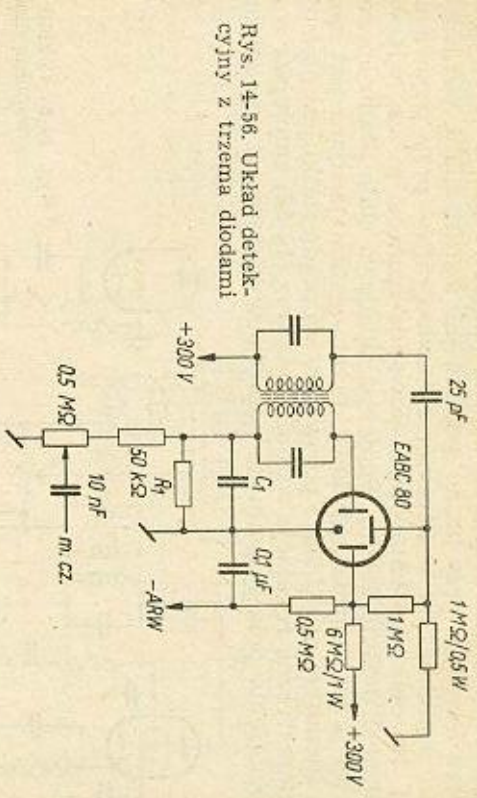 Rys. 14-56. Układ detek-
cyjny z trzema diodami
25 pF
EABC 80
1 MΩ/0,5 W
1 MΩ
+300 V
6 MΩ/1 W
+300 V
0,5 MΩ
C₁
0,1 μF
-ARW
R₁
50 kΩ
0,5 MΩ
10 nF
m. cz.